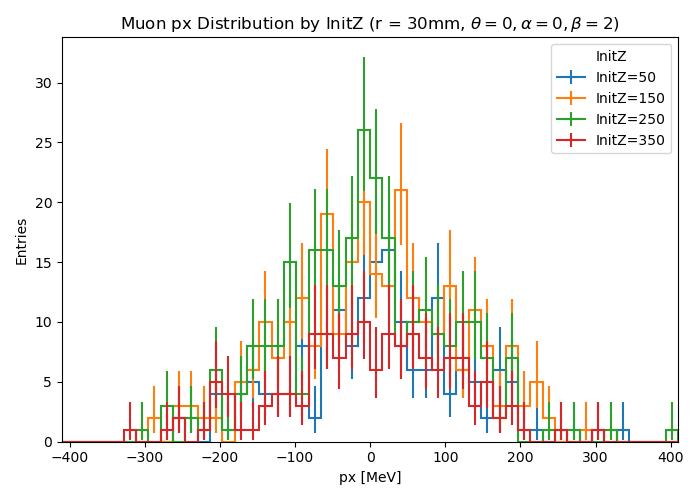 Muon px Distribution by InitZ (r = 30mm, θ = 0, α = 0, β = 2)
InitZ
InitZ=50
InitZ=150
InitZ=250
InitZ=350
Entries
30
25
20
15
10
5
0
−400 −300 −200 −100 0 100 200 300 400
px [MeV]